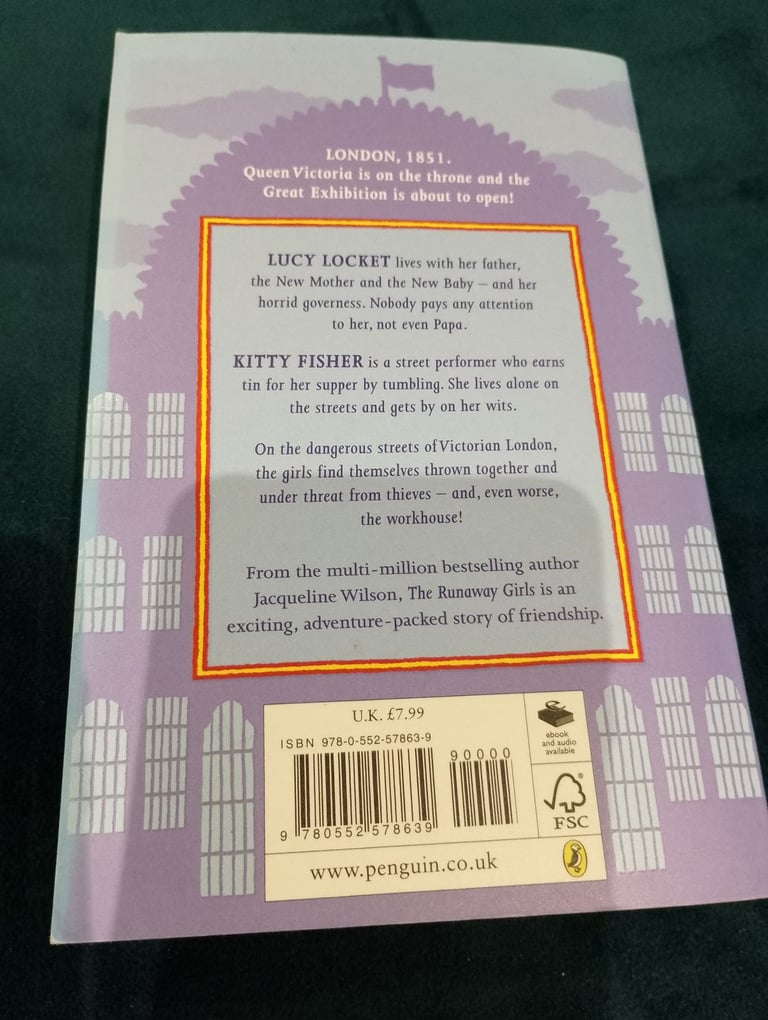 LONDON, 1851.
Queen Victoria is on the throne and the
Great Exhibition is about to open!
LUCY LOCKET lives with her father,
the New Mother and the New Baby – and her
horrid governess. Nobody pays any attention
to her, not even Papa.
KITTY FISHER is a street performer who earns
tin for her supper by tumbling. She lives alone on
the streets and gets by on her wits.
On the dangerous streets of Victorian London,
the girls find themselves thrown together and
under threat from thieves – and, even worse,
the workhouse!
From the multi-million bestselling author
Jacqueline Wilson, The Runaway Girls is an
exciting, adventure-packed story of friendship.
U.K. £7.99
ISBN 978-0-552-57863-9
90000
9 780552 578639
ebook
and audio
available
®
FSC
www.penguin.co.uk